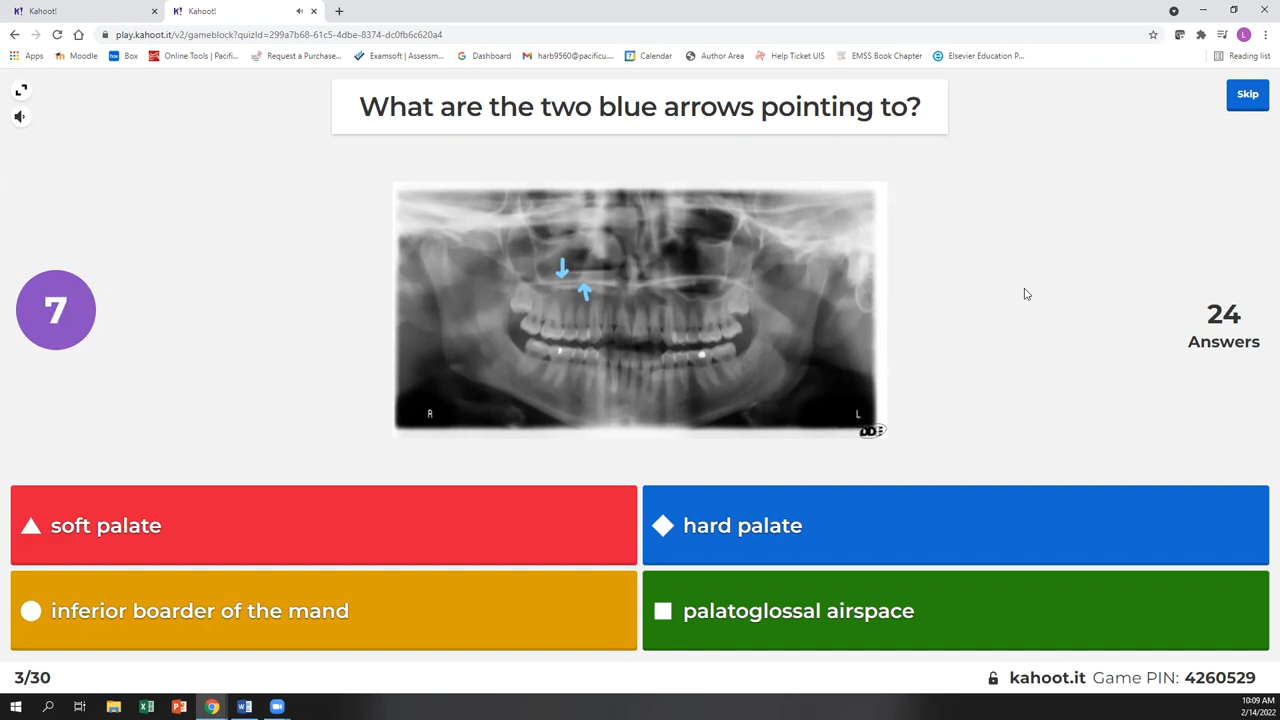 Kahoot!
Kahoot!
play.kahoot.it/v2/gameblock?quizId=299a7b68-61c5-4dbe-8374-dc0fb6c620a4
Apps Moodle Box Online Tools | Pacifi... Request a Purchase... Examsoft | Assessm... Dashboard harb9560@pacificu... Calendar Author Area Help Ticket UIS EMSS Book Chapter Elsevier Education P... Reading list
What are the two blue arrows pointing to?
Skip
7
24
Answers
R
L
soft palate
hard palate
inferior boarder of the mand
palatoglossal airspace
3/30
kahoot.it Game PIN: 4260529
10:09 AM
2/14/2022